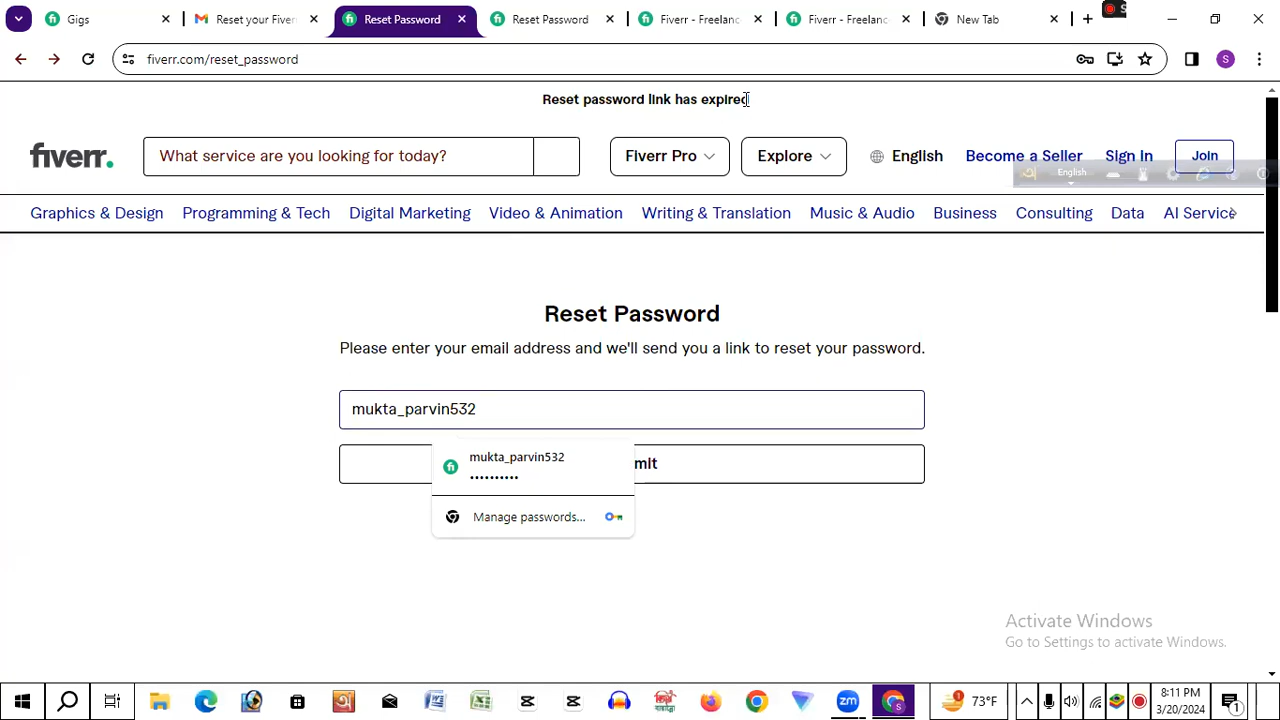 Gigs
Reset your Fiver
Reset Password
Reset Password
Fiverr - Freelanc
Fiverr - Freelanc
New Tab
S
fiverr.com/reset_password
S
Reset password link has expired
fiverr.
What service are you looking for today?
Fiverr Pro
Explore
English
Become a Seller
Sign In
Join
English
Graphics & Design
Programming & Tech
Digital Marketing
Video & Animation
Writing & Translation
Music & Audio
Business
Consulting
Data
AI Service
Reset Password
Please enter your email address and we'll send you a link to reset your password.
mukta_parvin532
mit
mukta_parvin532
Manage passwords...
Activate Windows
Go to Settings to activate Windows.
zm
S
73°F
8:11 PM
3/20/2024
1